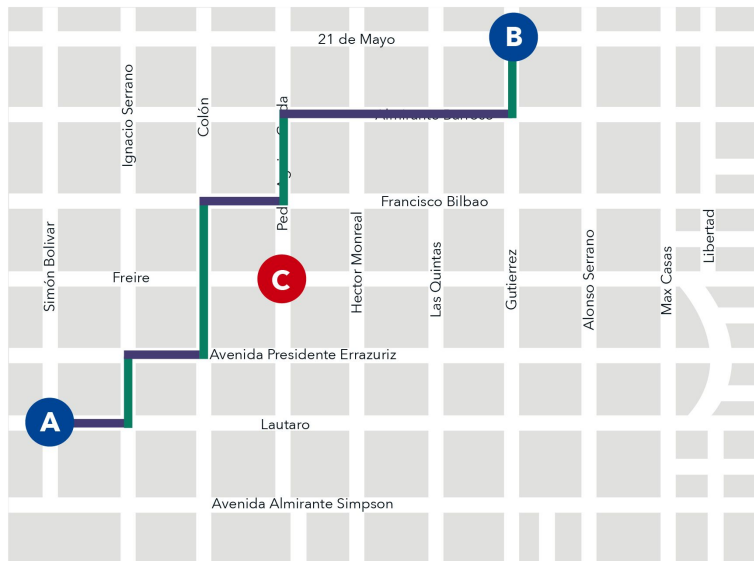 21 de Mayo
B
Ignacio Serrano
Colón
Francisco Bilbao
Simón Bolivar
Freire
C
Hector Monreal
Las Quintas
Gutierrez
Alonso Serrano
Max Casas
Libertad
Avenida Presidente Errazuriz
A
Lautaro
Avenida Almirante Simpson